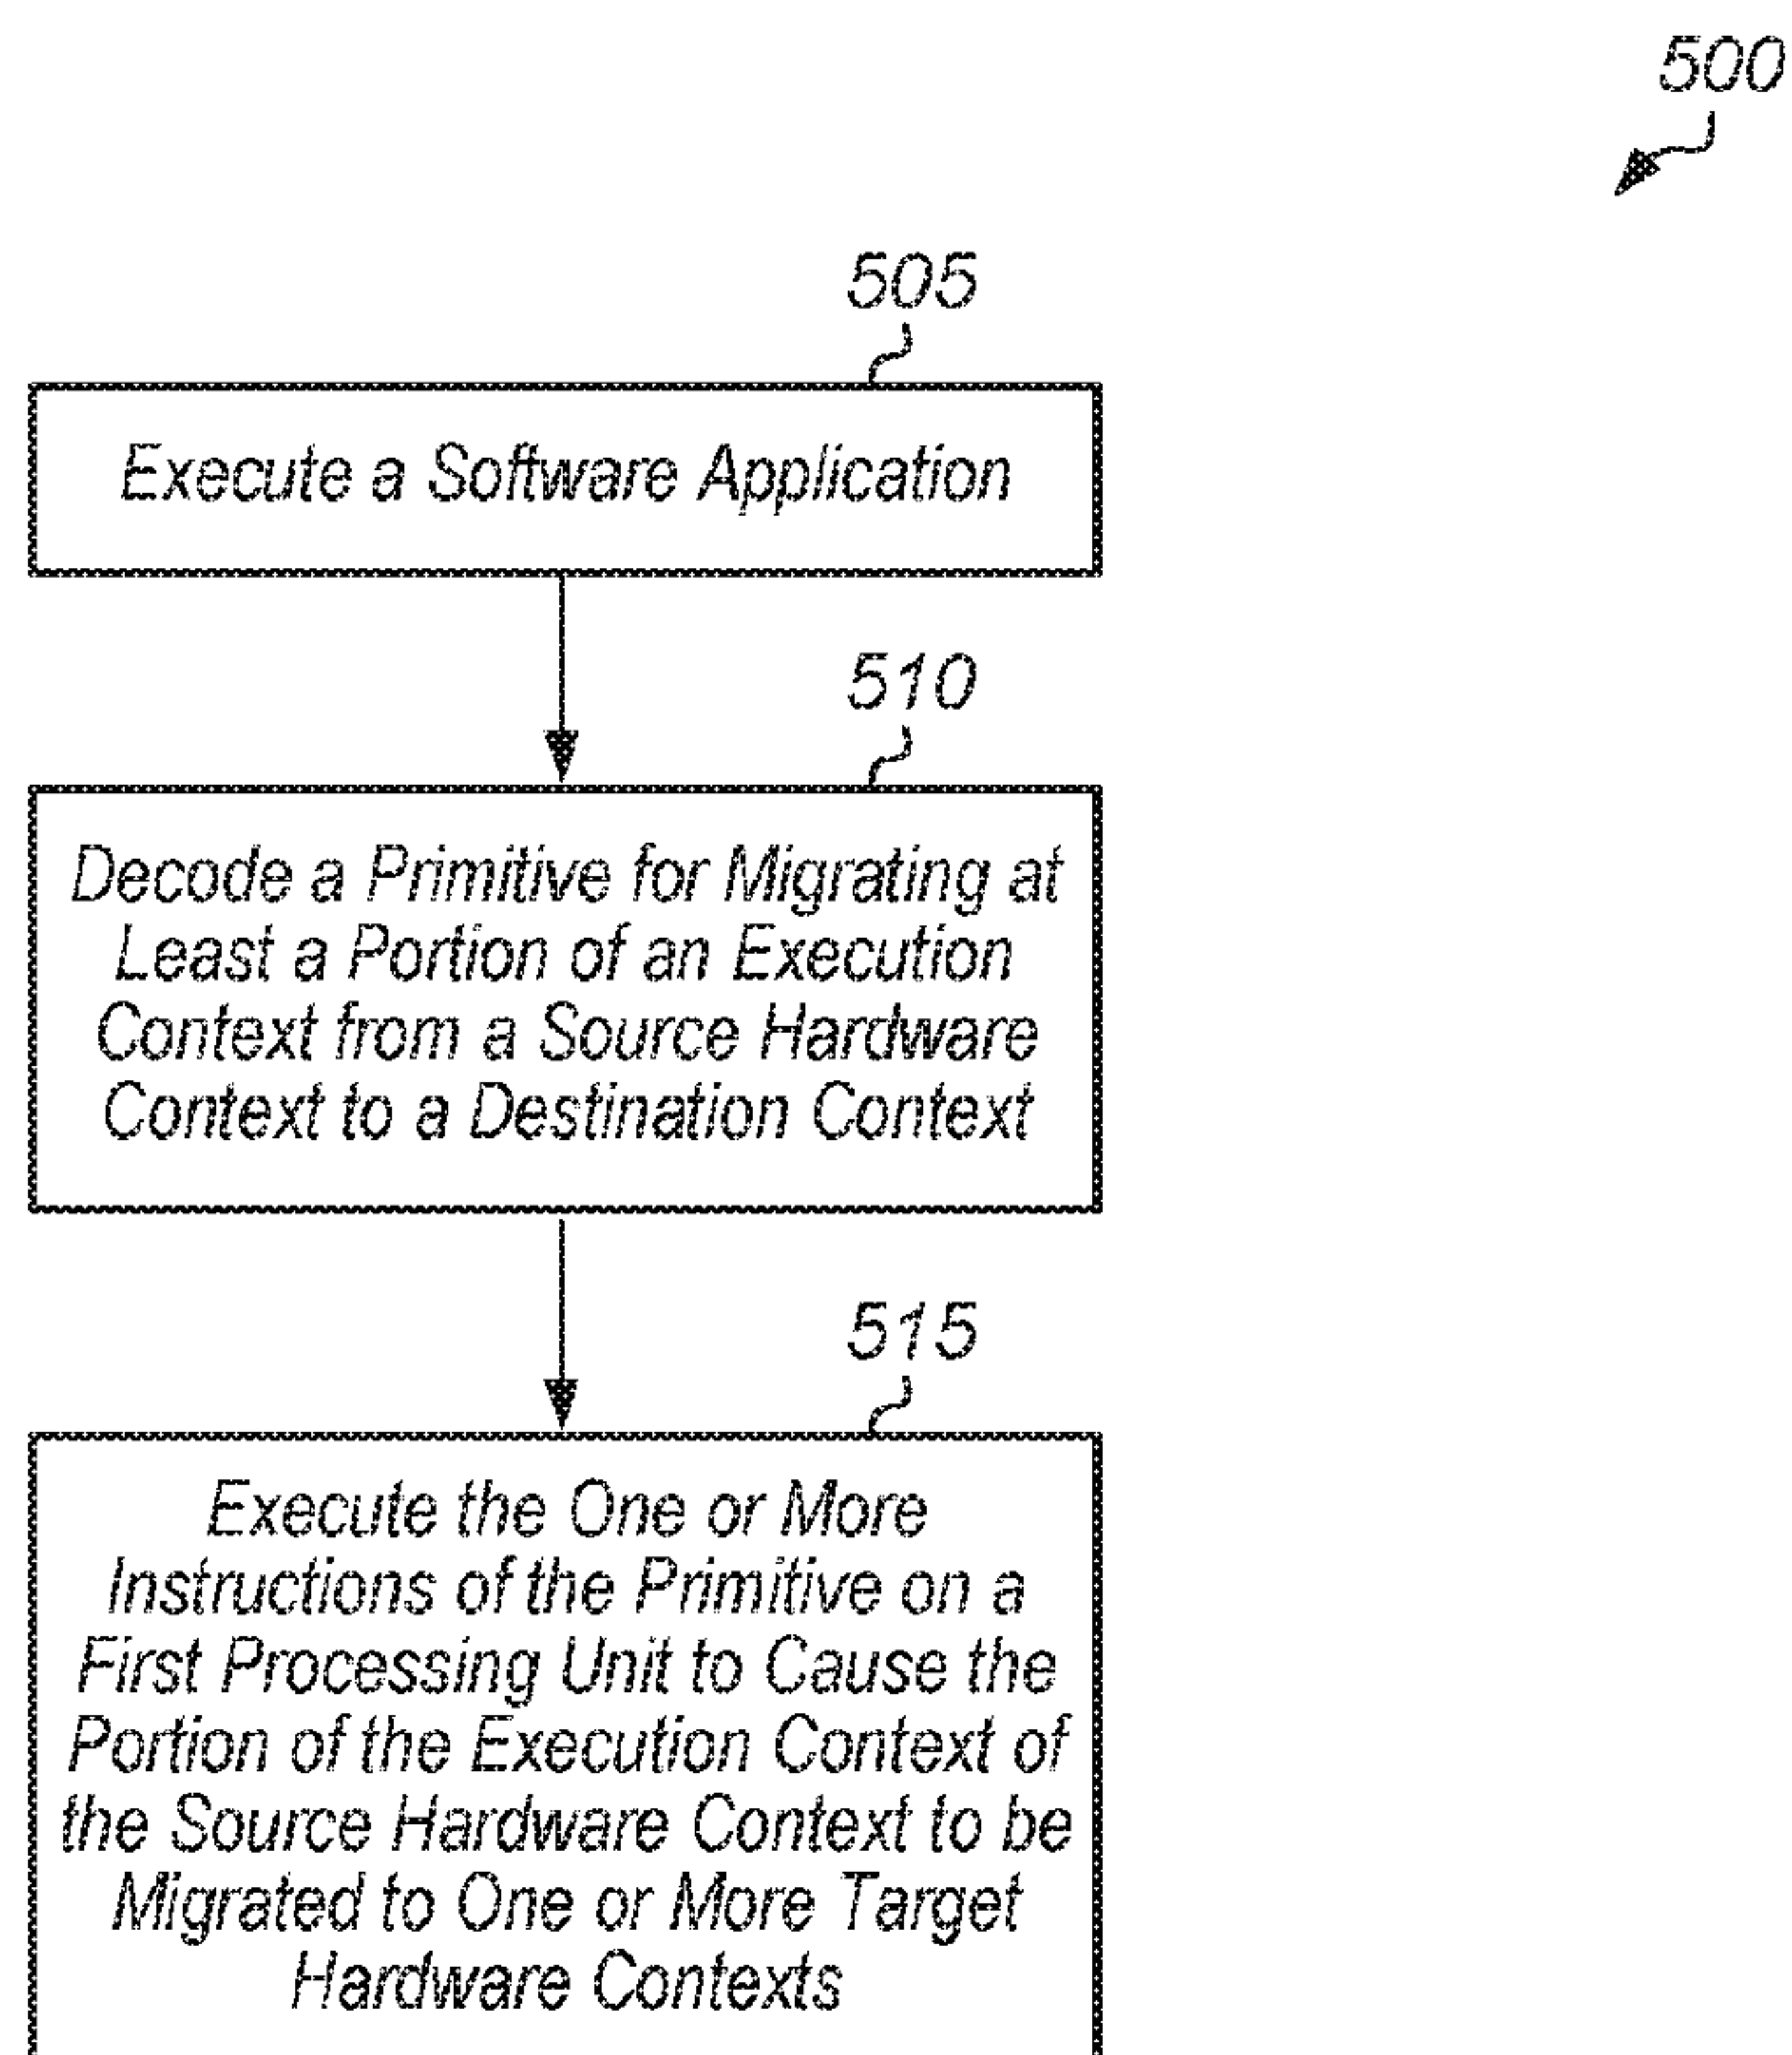 500
505
Execute a Software Application
510
Decode a Primitive for Migrating at
Least a Portion of an Execution
Context from a Source Hardware
Context to a Destination Context
515
Execute the One or More
Instructions of the Primitive on a
First Processing Unit to Cause the
Portion of the Execution Context of
the Source Hardware Context to be
Migrated to One or More Target
Hardware Contexts